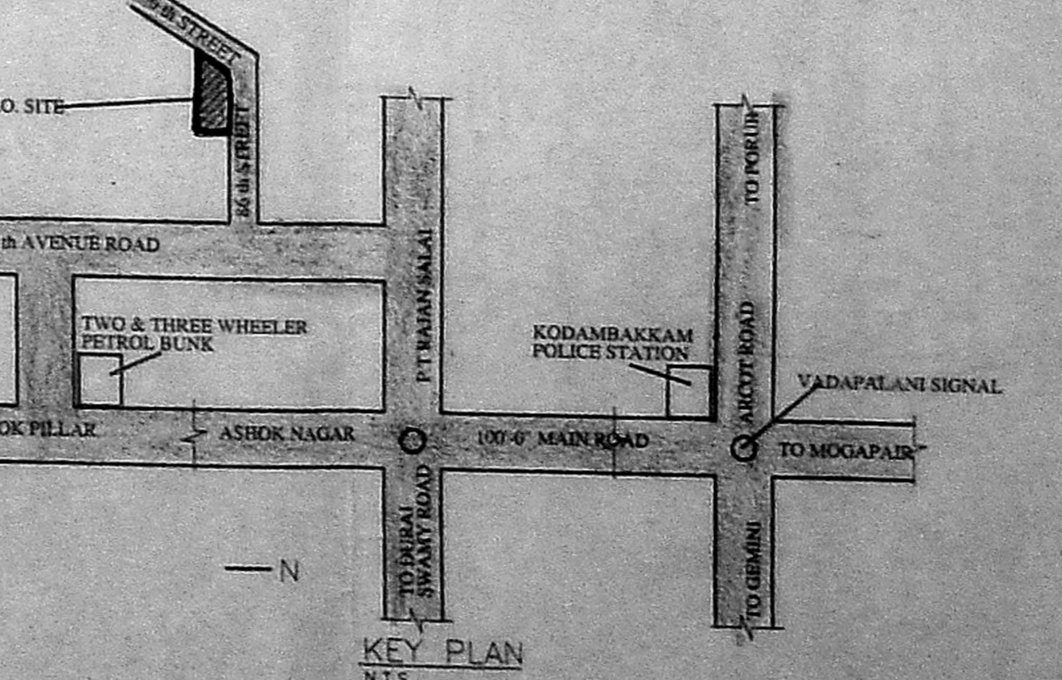 th STREET
O. SITE
86 th STREET
th AVENUE ROAD
P.T RAJAN SALAI
TO PORUR
TWO & THREE WHEELER
PETROL BUNK
KODAMBAKKAM
POLICE STATION
ARCOT ROAD
VADAPALANI SIGNAL
OK PILLAR
ASHOK NAGAR
100'-0" MAIN ROAD
TO MOGAPAIR
TO DURAI
SWAMY ROAD
TO GEMINI
N
KEY PLAN
N.T.S